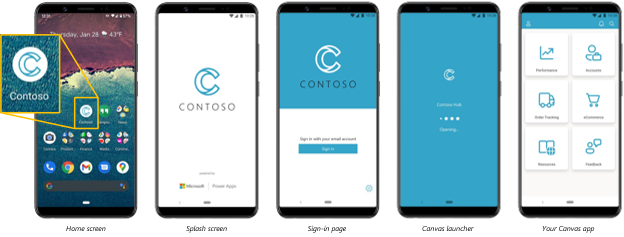 Thursday, Jan 28
43°F
Contoso
Contoso
CONTOSO
powered by
Microsoft
Power Apps
CONTOSO
Sign in with your email account
Sign in
Contoso Hub
Opening...
Performance
Accounts
Order Tracking
eCommerce
Resources
Feedback
Home screen
Splash screen
Sign-in page
Canvas launcher
Your Canvas app